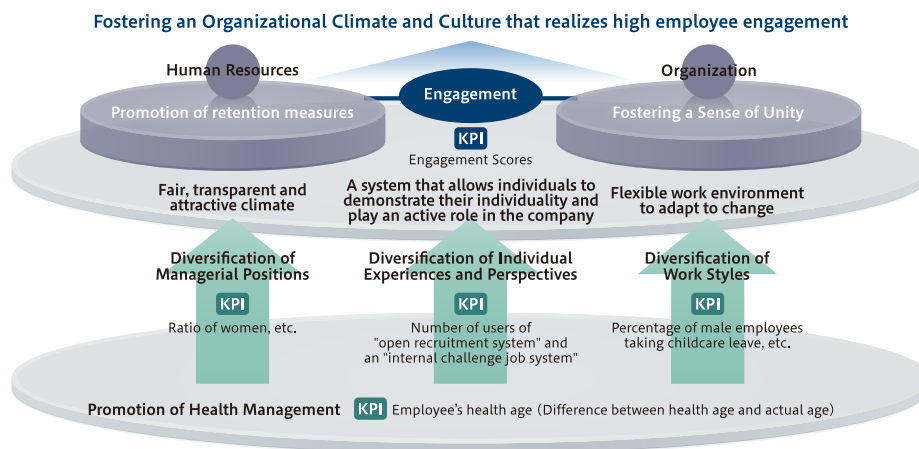 Fostering an Organizational Climate and Culture that realizes high employee engagement
Human Resources
Organization
Promotion of retention measures
Engagement
Fostering a Sense of Unity
KPI
Engagement Scores
Fair, transparent and
attractive climate
A system that allows individuals to
demonstrate their individuality and
play an active role in the company
Flexible work environment
to adapt to change
Diversification of
Managerial Positions
KPI
Ratio of women, etc.
Diversification of Individual
Experiences and Perspectives
KPI
Number of users of
"open recruitment system" and
an "internal challenge job system"
Diversification of
Work Styles
KPI
Percentage of male employees
taking childcare leave, etc.
Promotion of Health Management KPI Employee's health age (Difference between health age and actual age)